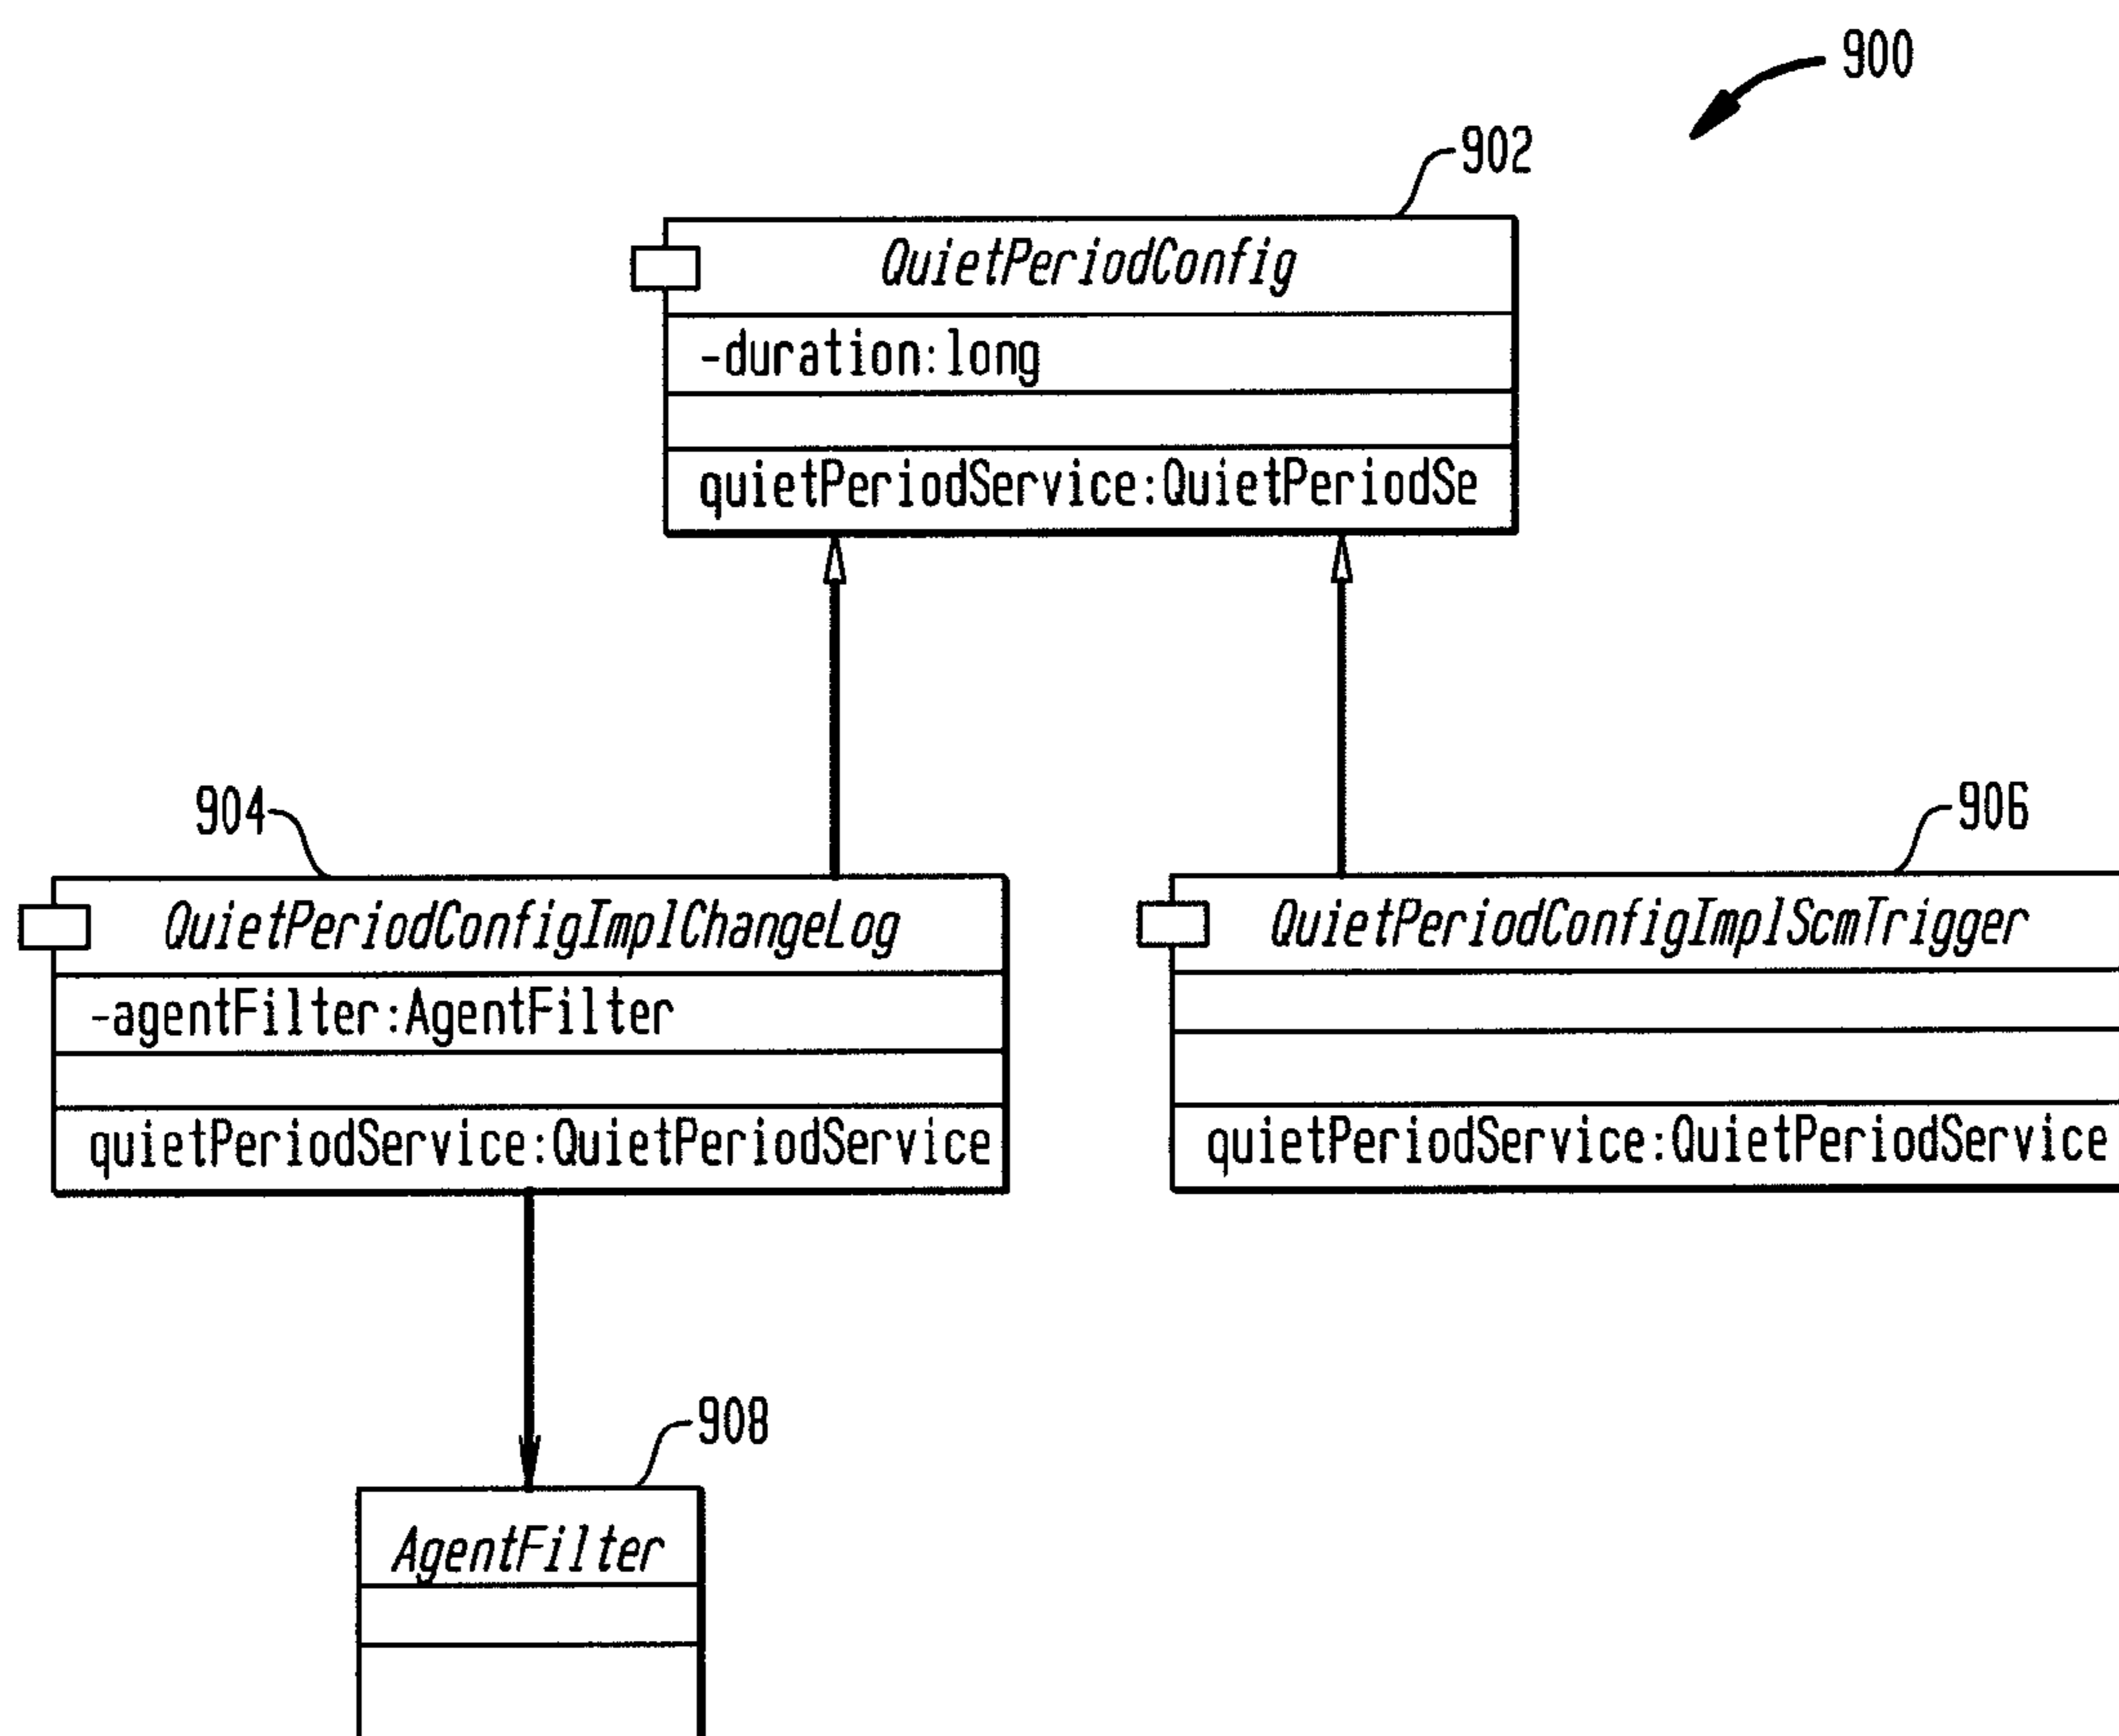 900
902
QuietPeriodConfig
-duration:long
quietPeriodService:QuietPeriodSe
904
906
QuietPeriodConfigImplChangeLog
-agentFilter:AgentFilter
quietPeriodService:QuietPeriodService
QuietPeriodConfigImplScmTrigger
quietPeriodService:QuietPeriodService
908
AgentFilter